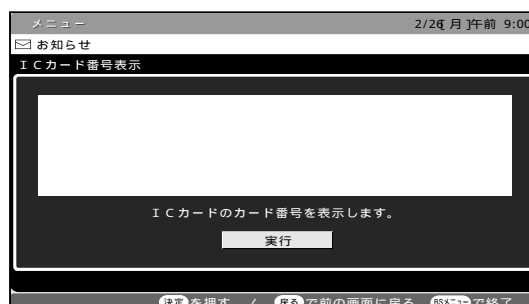 メニュー 2/26[月]午前 9:00
お知らせ
ＩＣカード番号表示
ＩＣカードのカード番号を表示します。
実行
決定を押す ／ 戻るで前の画面に戻る BSメニューで終了